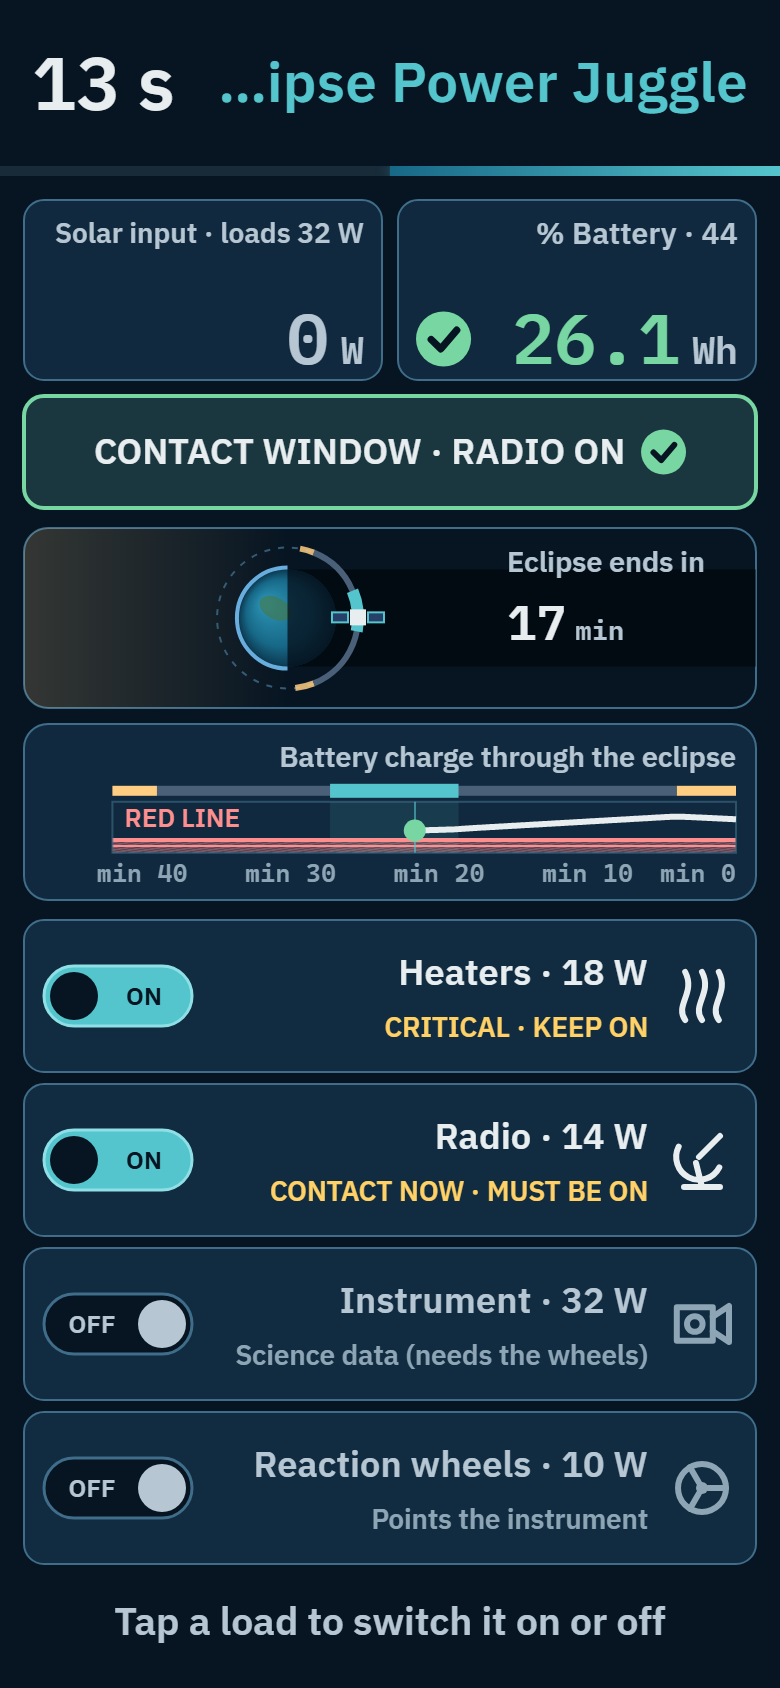 13 s
...ipse Power Juggle
Solar input · loads 32 W
0 W
% Battery · 44
26.1 Wh
CONTACT WINDOW · RADIO ON
Eclipse ends in
17 min
Battery charge through the eclipse
RED LINE
min 40 min 30 min 20 min 10 min 0
Heaters · 18 W
ON
CRITICAL · KEEP ON
Radio · 14 W
ON
CONTACT NOW · MUST BE ON
Instrument · 32 W
OFF
Science data (needs the wheels)
Reaction wheels · 10 W
OFF
Points the instrument
Tap a load to switch it on or off